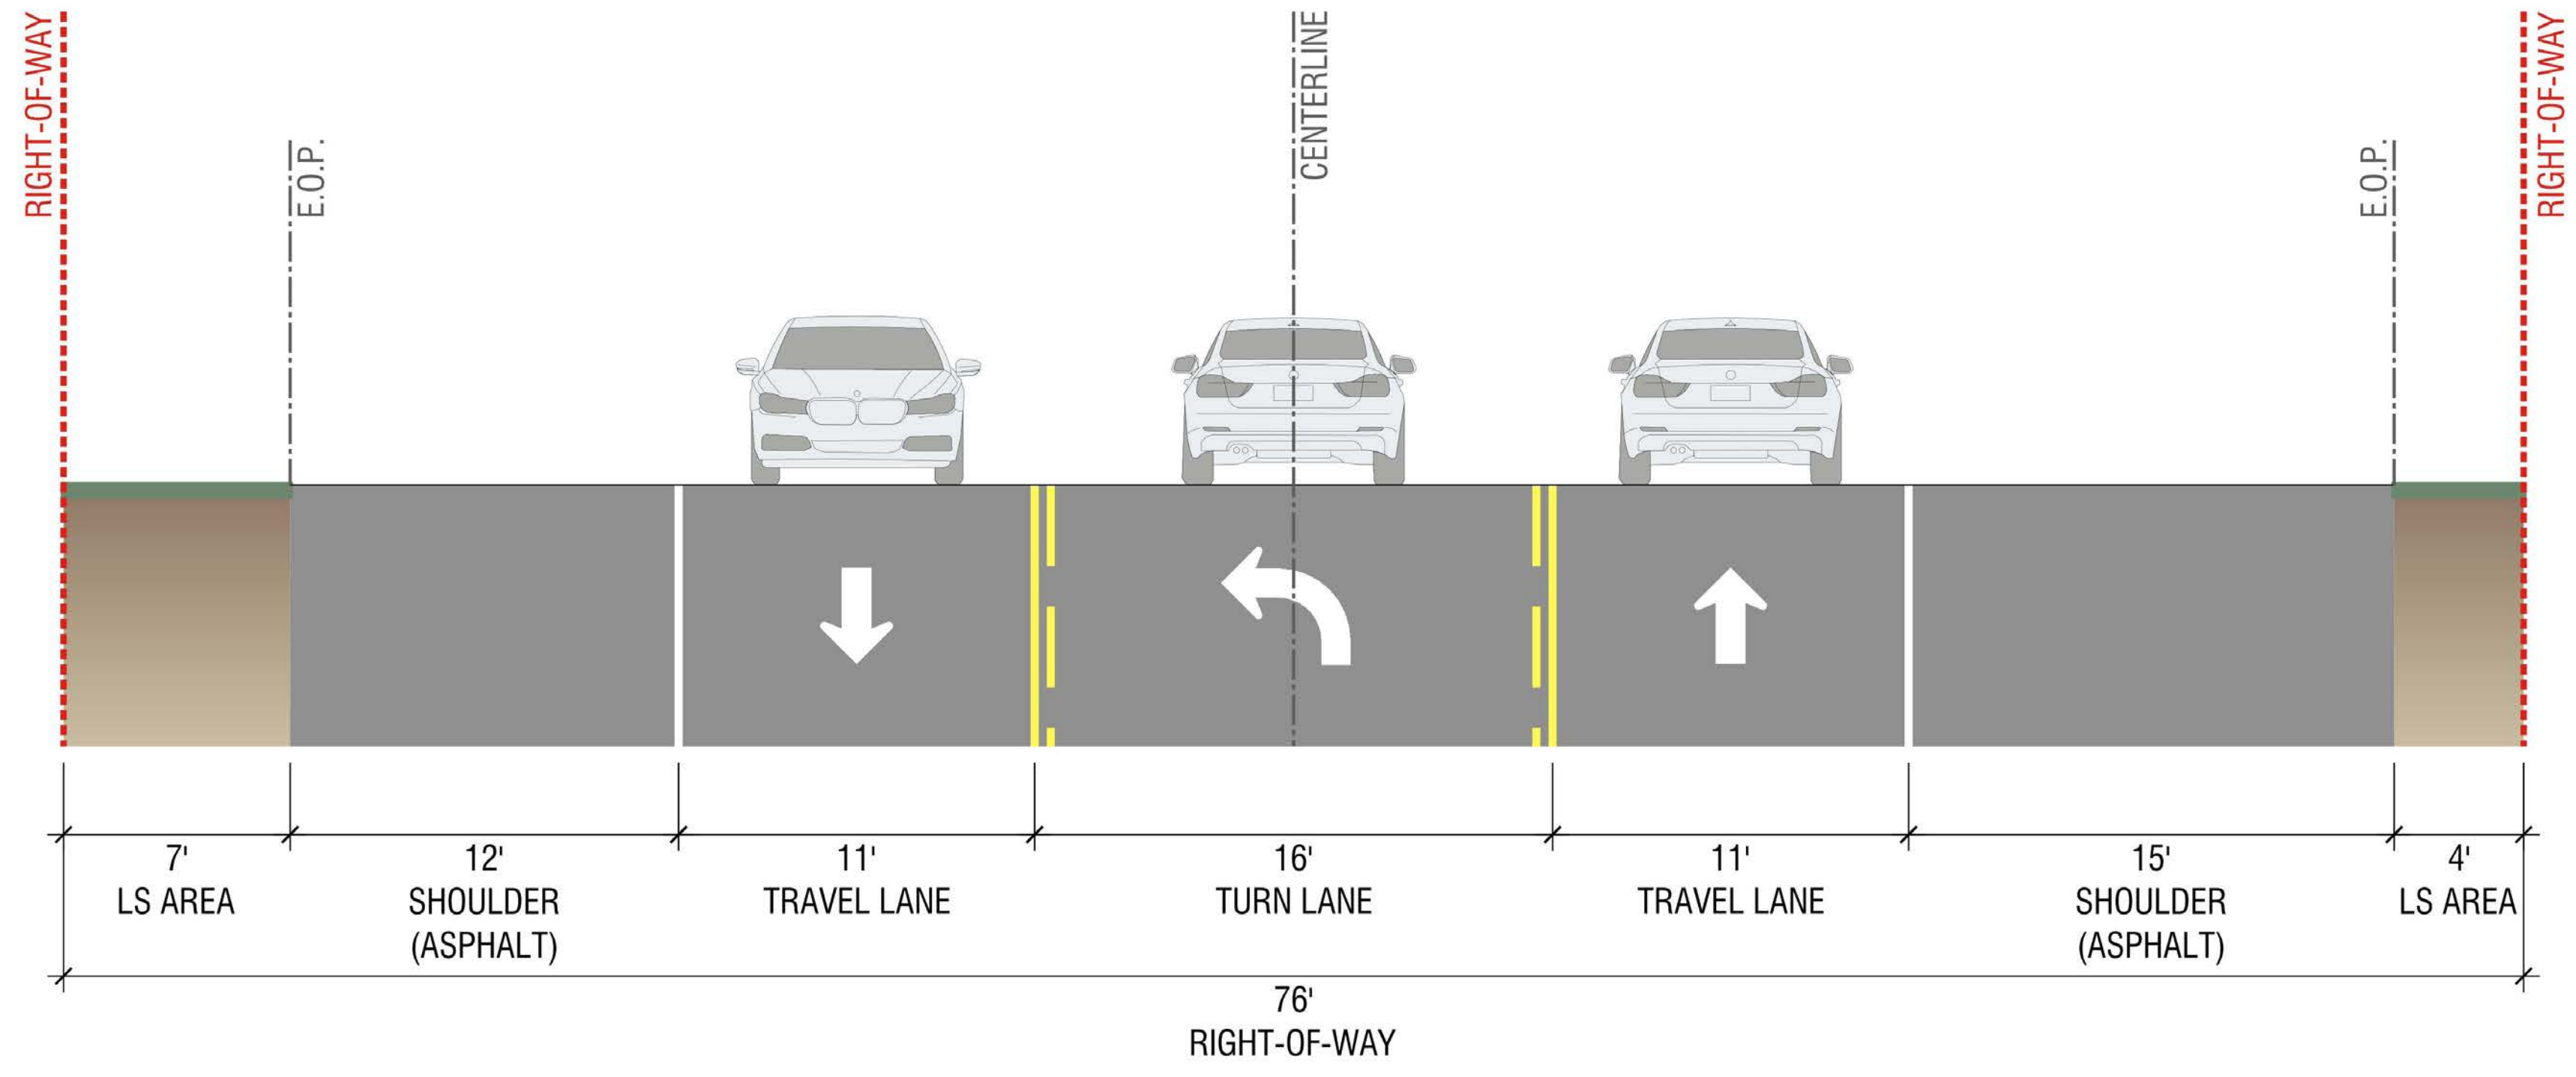 RIGHT-OF-WAY
E.O.P.
CENTERLINE
E.O.P.
RIGHT-OF-WAY
7'
LS AREA
12'
SHOULDER
(ASPHALT)
11'
TRAVEL LANE
16'
TURN LANE
11'
TRAVEL LANE
15'
SHOULDER
(ASPHALT)
4'
LS AREA
76'
RIGHT-OF-WAY